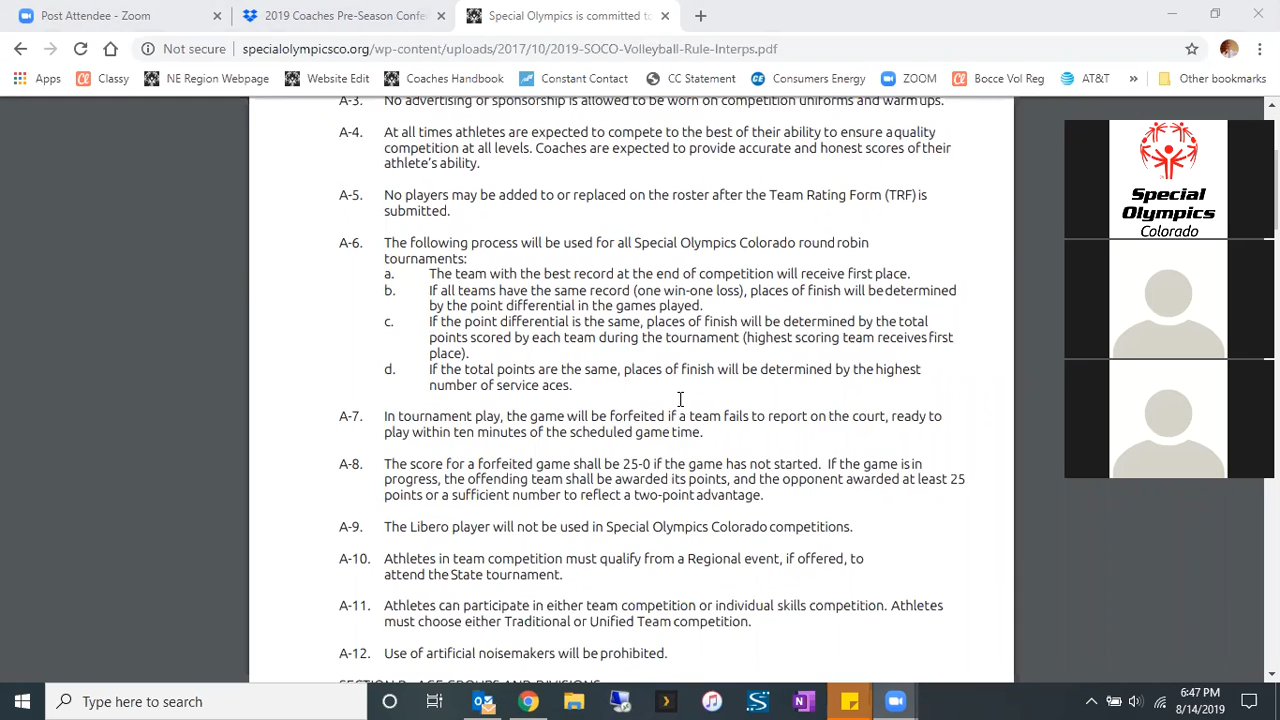 Post Attendee - Zoom
2019 Coaches Pre-Season Confe
Special Olympics is committed to
Not secure
specialolympicsco.org/wp-content/uploads/2017/10/2019-SOCO-Volleyball-Rule-Interps.pdf
Apps
Classy
NE Region Webpage
Website Edit
Coaches Handbook
Constant Contact
CC Statement
Consumers Energy
ZOOM
Bocce Vol Reg
AT&T
»
Other bookmarks
A-3. No advertising or sponsorship is allowed to be worn on competition uniforms and warm ups.
A-4. At all times athletes are expected to compete to the best of their ability to ensure a quality
competition at all levels. Coaches are expected to provide accurate and honest scores of their
athlete's ability.
A-5. No players may be added to or replaced on the roster after the Team Rating Form (TRF) is
submitted.
A-6. The following process will be used for all Special Olympics Colorado round robin
tournaments:
a. The team with the best record at the end of competition will receive first place.
b. If all teams have the same record (one win-one loss), places of finish will be determined
by the point differential in the games played.
c. If the point differential is the same, places of finish will be determined by the total
points scored by each team during the tournament (highest scoring team receives first
place).
d. If the total points are the same, places of finish will be determined by the highest
number of service aces.
A-7. In tournament play, the game will be forfeited if a team fails to report on the court, ready to
play within ten minutes of the scheduled game time.
A-8. The score for a forfeited game shall be 25-0 if the game has not started. If the game is in
progress, the offending team shall be awarded its points, and the opponent awarded at least 25
points or a sufficient number to reflect a two-point advantage.
A-9. The Libero player will not be used in Special Olympics Colorado competitions.
A-10. Athletes in team competition must qualify from a Regional event, if offered, to
attend the State tournament.
A-11. Athletes can participate in either team competition or individual skills competition. Athletes
must choose either Traditional or Unified Team competition.
A-12. Use of artificial noisemakers will be prohibited.
SECTION B - AGE GROUPS AND DIVISIONS
Special
Olympics
Colorado
Type here to search
6:47 PM
8/14/2019